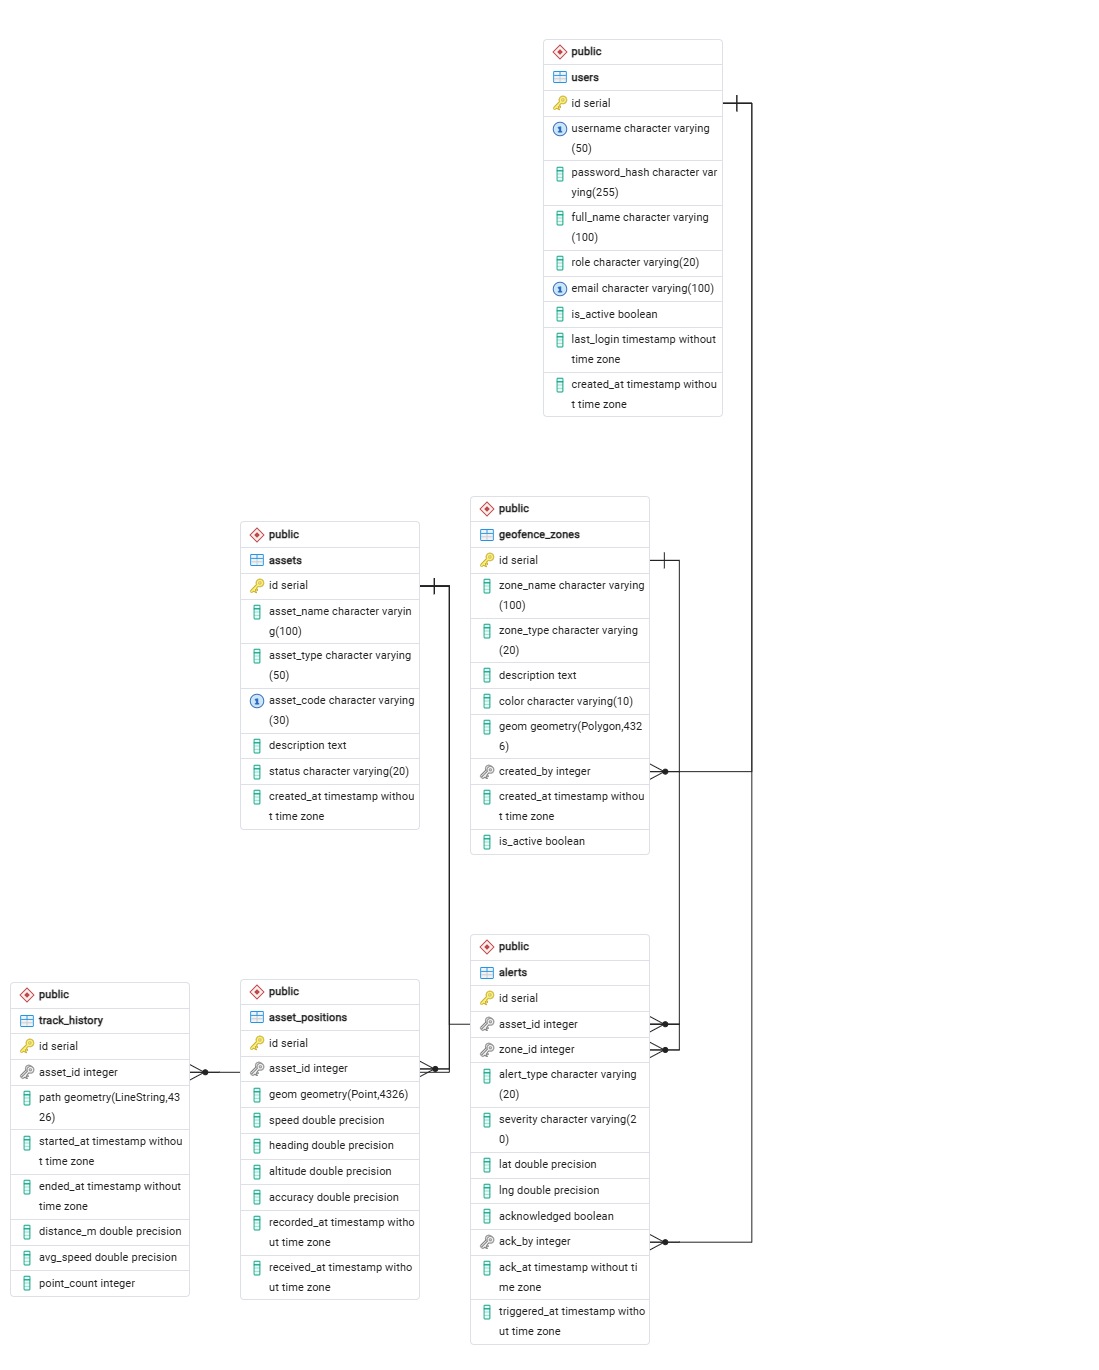 public
users
id serial
username character varying
(50)
password_hash character var
ying(255)
full_name character varying
(100)
role character varying(20)
email character varying(100)
is_active boolean
last_login timestamp without
time zone
created_at timestamp withou
t time zone
public
assets
id serial
asset_name character varyin
g(100)
asset_type character varying
(50)
asset_code character varying
(30)
description text
status character varying(20)
created_at timestamp withou
t time zone
public
geofence_zones
id serial
zone_name character varying
(100)
zone_type character varying
(20)
description text
color character varying(10)
geom geometry(Polygon,432
6)
created_by integer
created_at timestamp withou
t time zone
is_active boolean
public
track_history
id serial
asset_id integer
path geometry(LineString,43
26)
started_at timestamp withou
t time zone
ended_at timestamp without
time zone
distance_m double precision
avg_speed double precision
point_count integer
public
asset_positions
id serial
asset_id integer
geom geometry(Point,4326)
speed double precision
heading double precision
altitude double precision
accuracy double precision
recorded_at timestamp witho
ut time zone
received_at timestamp witho
ut time zone
public
alerts
id serial
asset_id integer
zone_id integer
alert_type character varying
(20)
severity character varying(2
0)
lat double precision
lng double precision
acknowledged boolean
ack_by integer
ack_at timestamp without ti
me zone
triggered_at timestamp witho
ut time zone